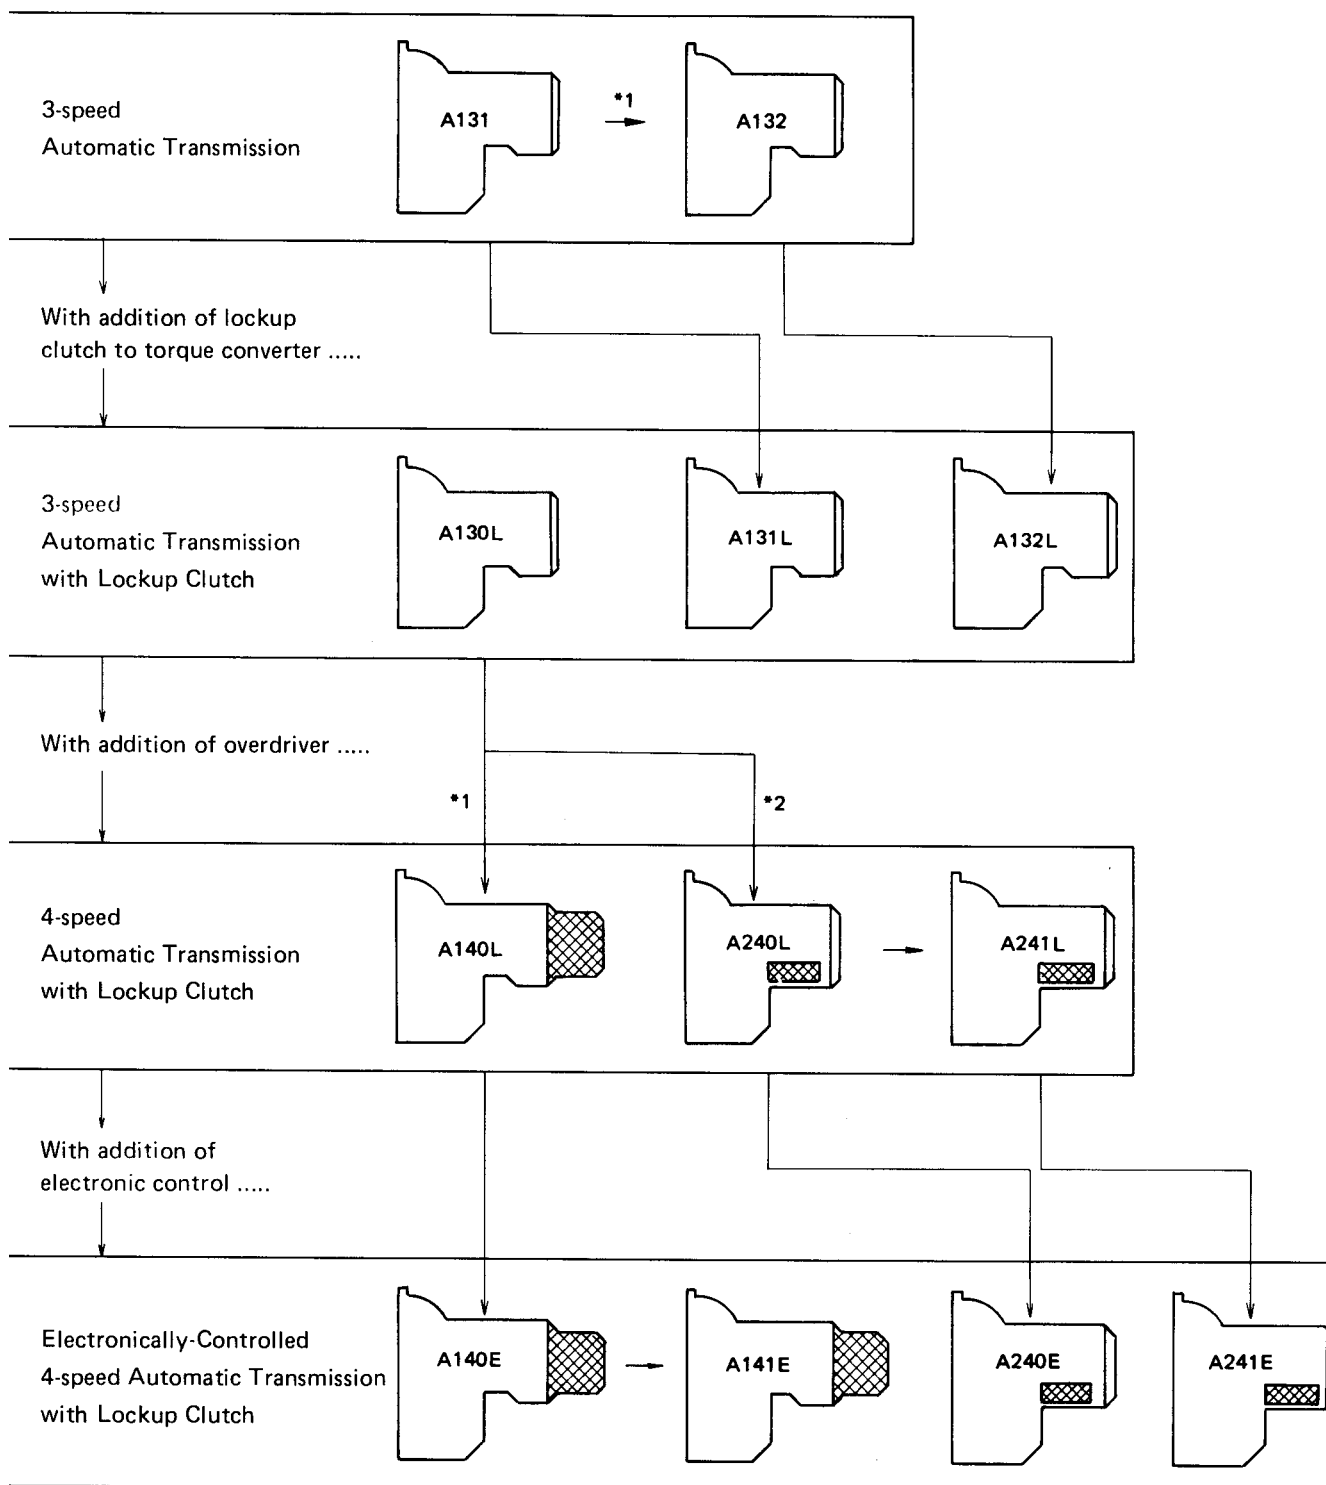 3-speed
Automatic Transmission
A131
*1
A132
With addition of lockup
clutch to torque converter .....
3-speed
Automatic Transmission
with Lockup Clutch
A130L
A131L
A132L
With addition of overdriver .....
*1
*2
4-speed
Automatic Transmission
with Lockup Clutch
A140L
A240L
A241L
With addition of
electronic control .....
Electronically-Controlled
4-speed Automatic Transmission
with Lockup Clutch
A140E
A141E
A240E
A241E